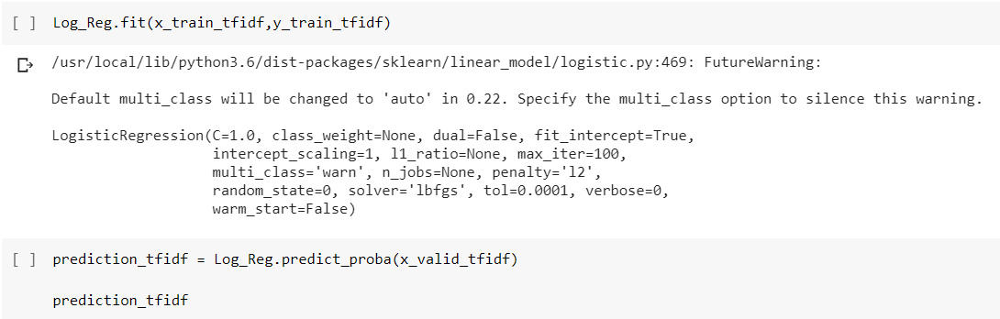 [ ] Log_Reg.fit(x_train_tfidf,y_train_tfidf)
/usr/local/lib/python3.6/dist-packages/sklearn/linear_model/logistic.py:469: FutureWarning:
Default multi_class will be changed to 'auto' in 0.22. Specify the multi_class option to silence this warning.
LogisticRegression(C=1.0, class_weight=None, dual=False, fit_intercept=True,
intercept_scaling=1, l1_ratio=None, max_iter=100,
multi_class='warn', n_jobs=None, penalty='l2',
random_state=0, solver='lbfgs', tol=0.0001, verbose=0,
warm_start=False)
[ ] prediction_tfidf = Log_Reg.predict_proba(x_valid_tfidf)
prediction_tfidf